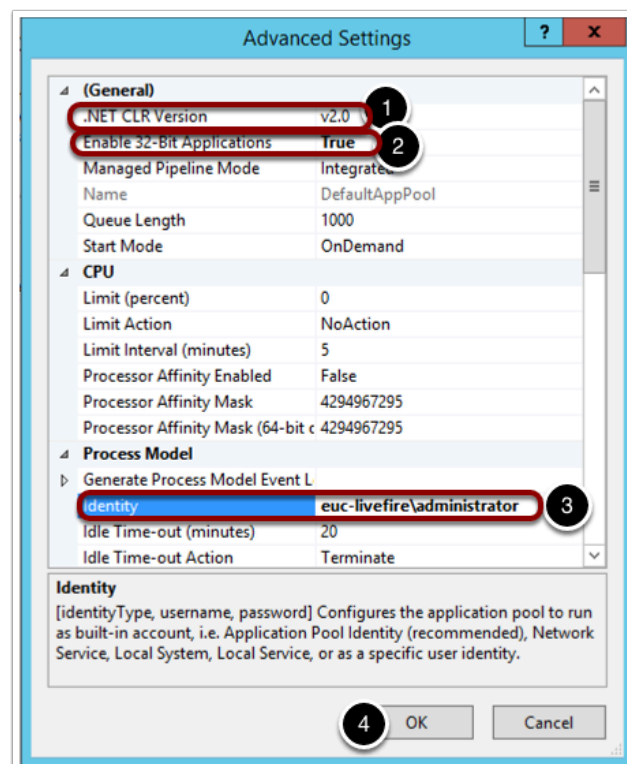 Advanced Settings
? x
(General)
.NET CLR Version v2.0 1
Enable 32-Bit Applications True 2
Managed Pipeline Mode Integrated
Name DefaultAppPool
Queue Length 1000
Start Mode OnDemand
CPU
Limit (percent) 0
Limit Action NoAction
Limit Interval (minutes) 5
Processor Affinity Enabled False
Processor Affinity Mask 4294967295
Processor Affinity Mask (64-bit o 4294967295
Process Model
Generate Process Model Event L
Identity euc-livefire\administrator 3
Idle Time-out (minutes) 20
Idle Time-out Action Terminate
Identity
[identityType, username, password] Configures the application pool to run
as built-in account, i.e. Application Pool Identity (recommended), Network
Service, Local System, Local Service, or as a specific user identity.
4 OK Cancel